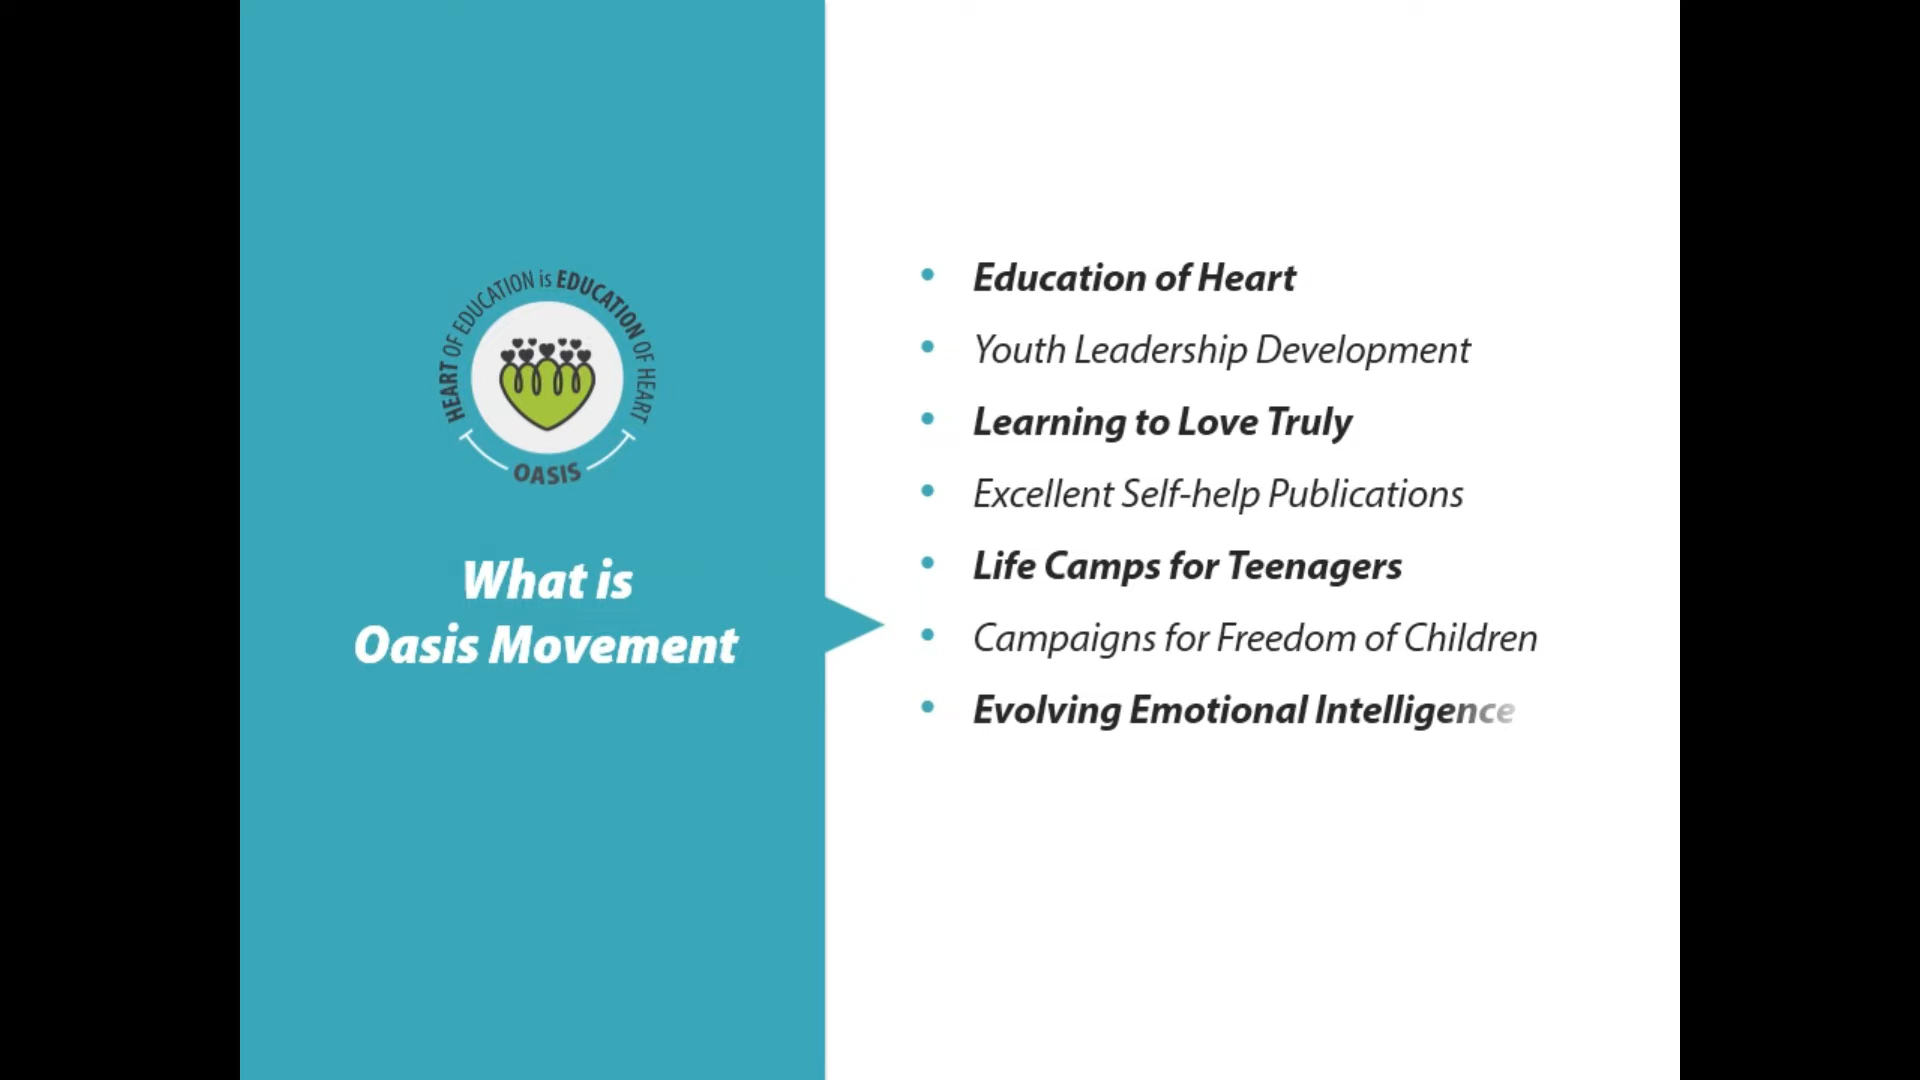 HEART OF EDUCATION is EDUCATION OF HEART
OASIS
What is
Oasis Movement
• Education of Heart
• Youth Leadership Development
• Learning to Love Truly
• Excellent Self-help Publications
• Life Camps for Teenagers
• Campaigns for Freedom of Children
• Evolving Emotional Intelligence